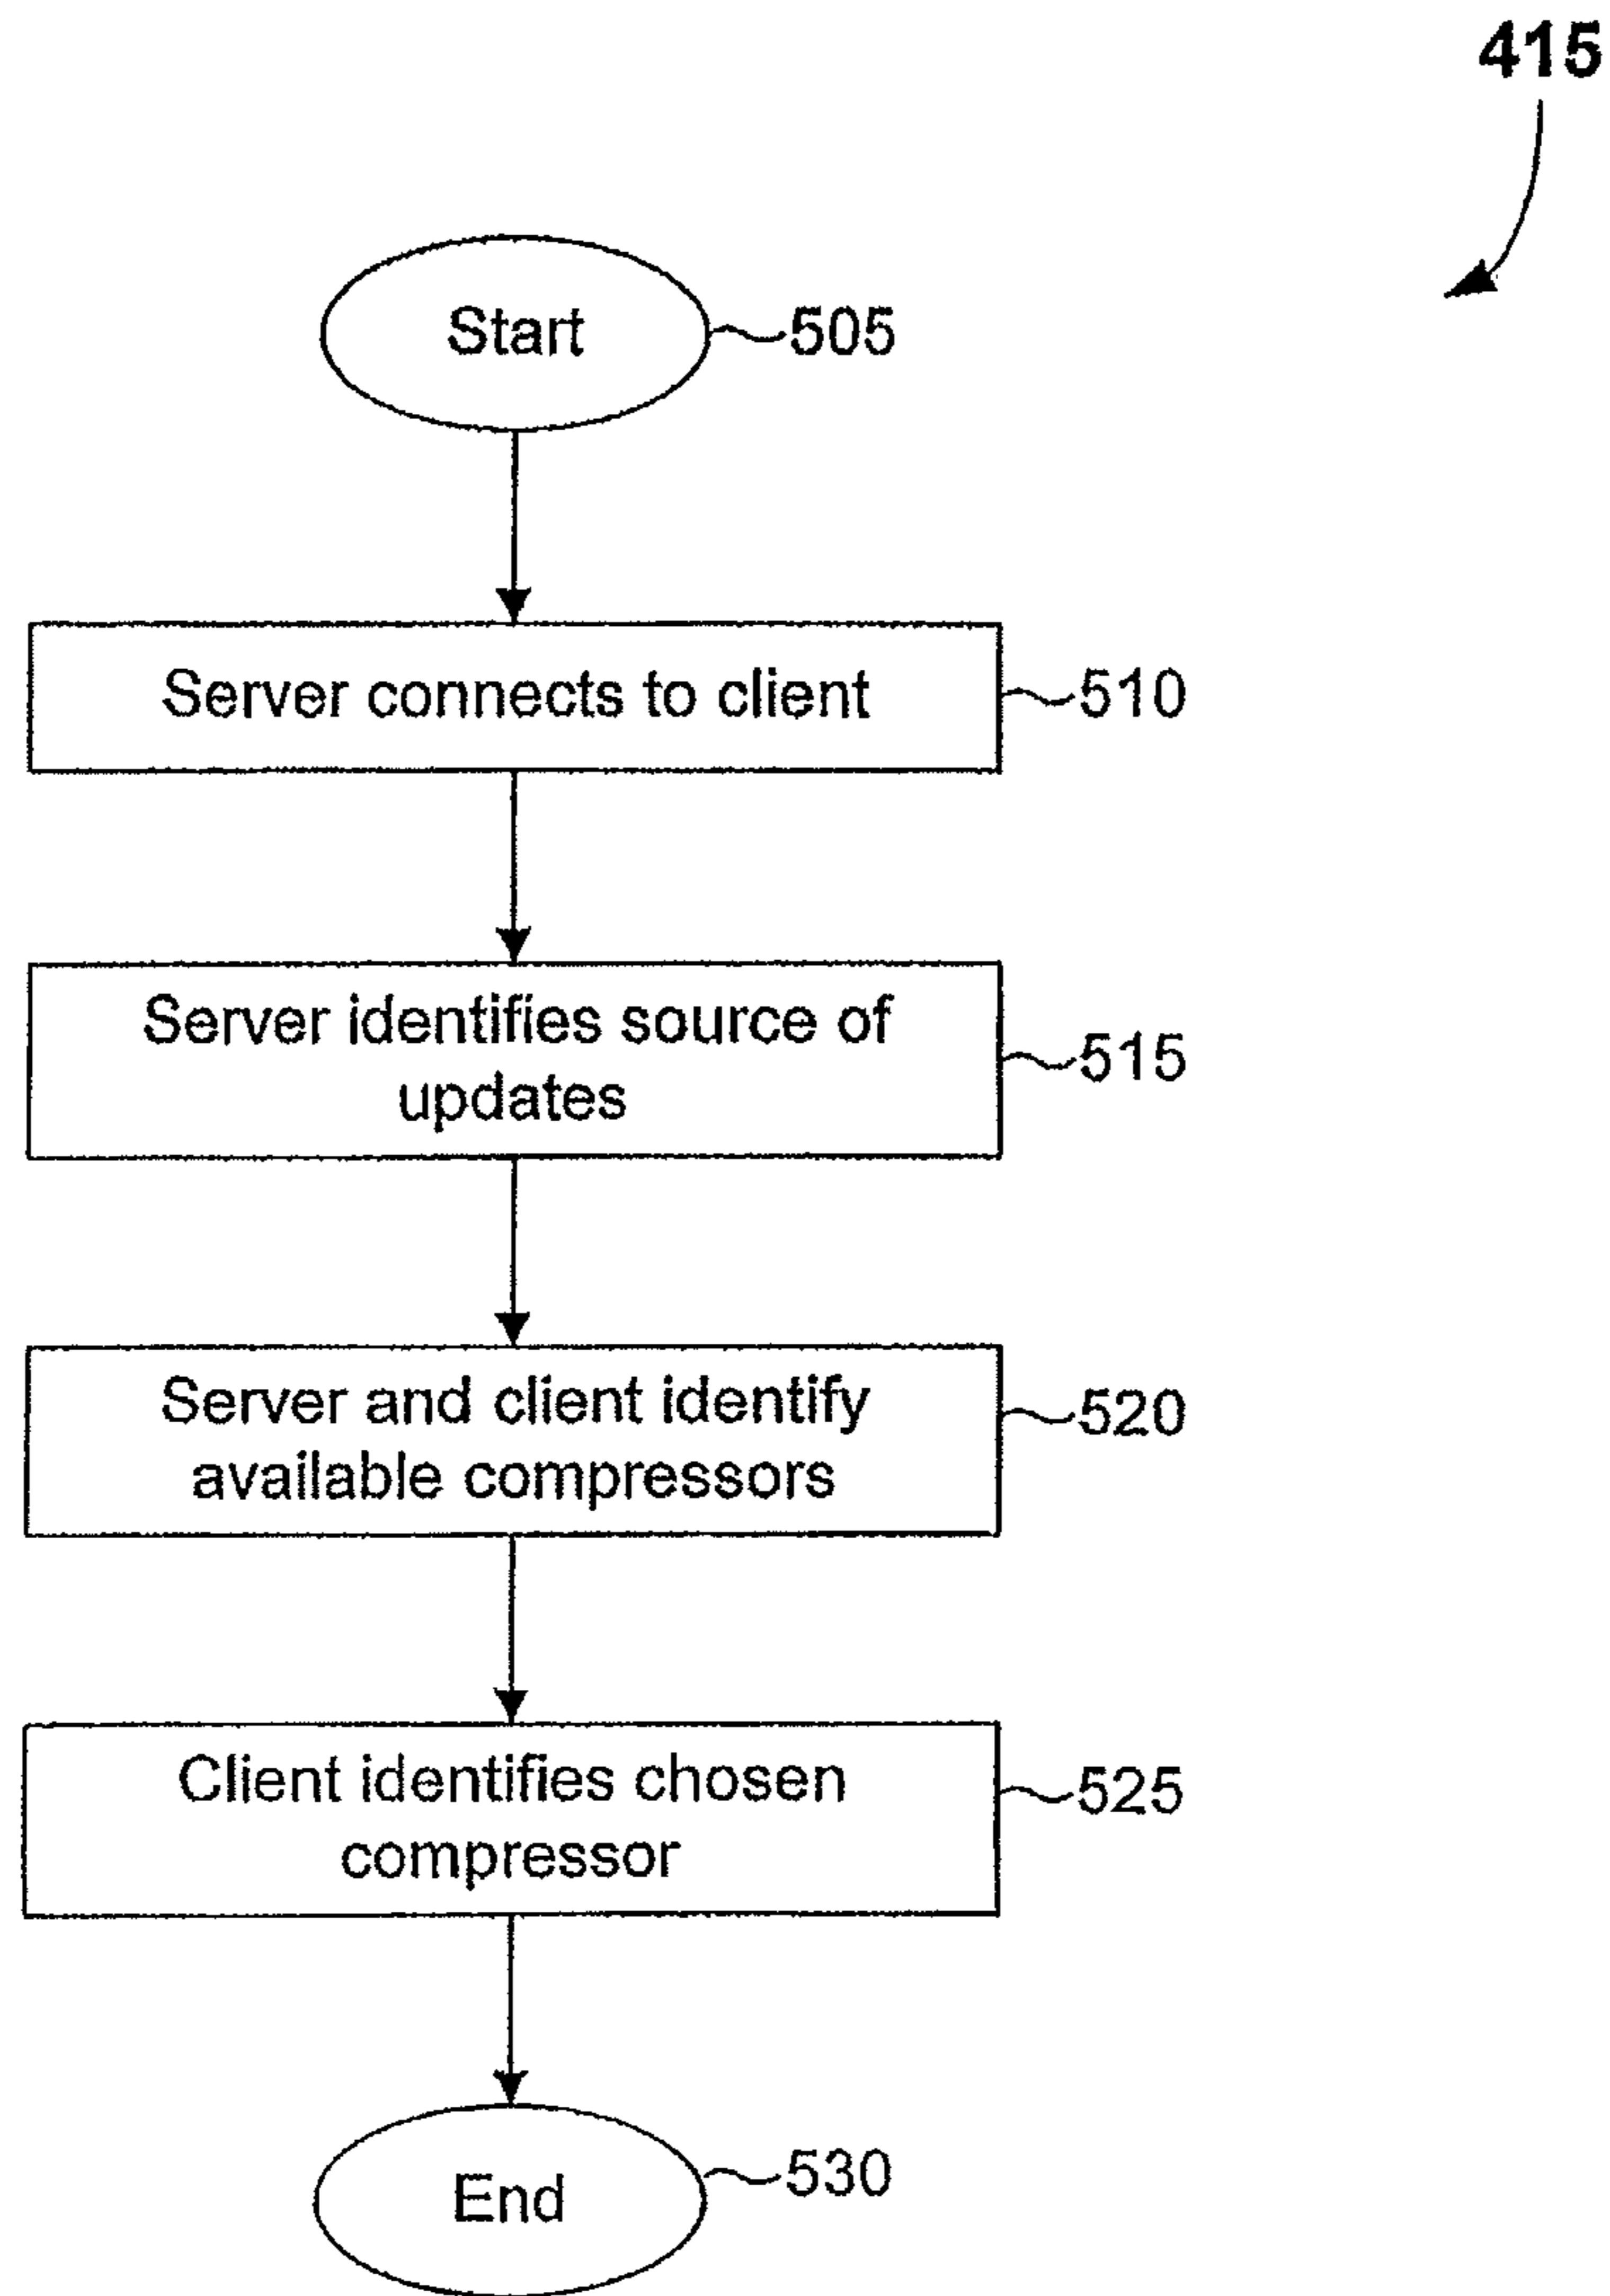 415
Start
505
Server connects to client
510
Server identifies source of
updates
515
Server and client identify
available compressors
520
Client identifies chosen
compressor
525
End
530